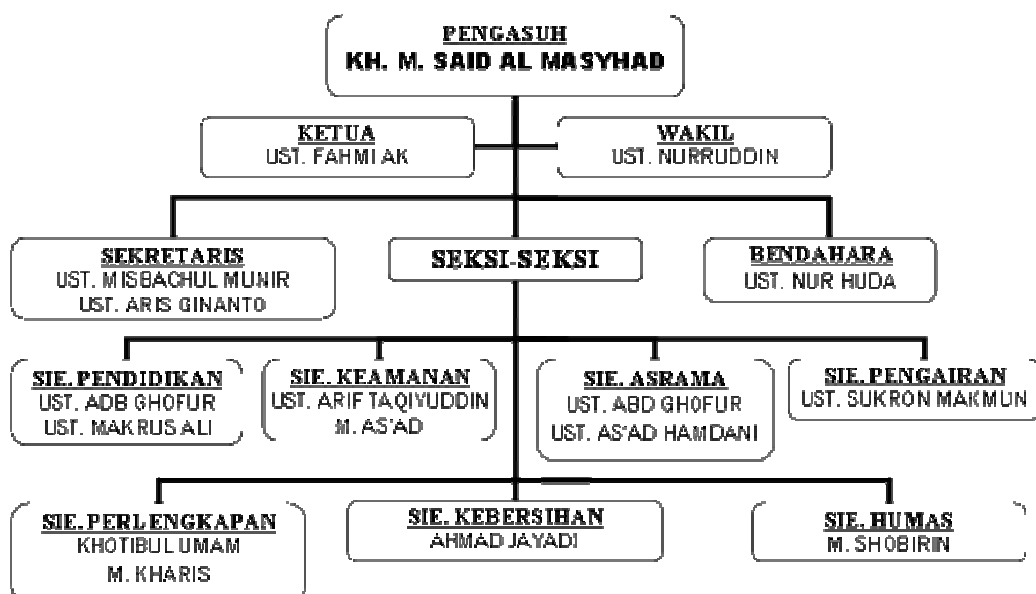 PENGASUH
KH. M. SAID AL MASYHAD
KETUA
UST. FAHMI AK
WAKIL
UST. NURRUDDIN
SEKRETARIS
UST. MISBACHUL MUNIR
UST. ARIS GINANTO
SEKSI-SEKSI
BENDAHARA
UST. NUR HUDA
SIE. PENDIDIKAN
UST. ADB GHOFUR
UST. MAKRUS ALI
SIE. KEAMANAN
UST. ARIF TAQIYUDDIN
M. AS'AD
SIE. ASRAMA
UST. ABD GHOFUR
UST. AS'AD HAMDANI
SIE. PENGAIRAN
UST. SUKRON MAKMUN
SIE. PERLENGKAPAN
KHOTIBUL UMAM
M. KHARIS
SIE. KEBERSIHAN
AHMAD JAYADI
SIE. HUMAS
M. SHOBIRIN